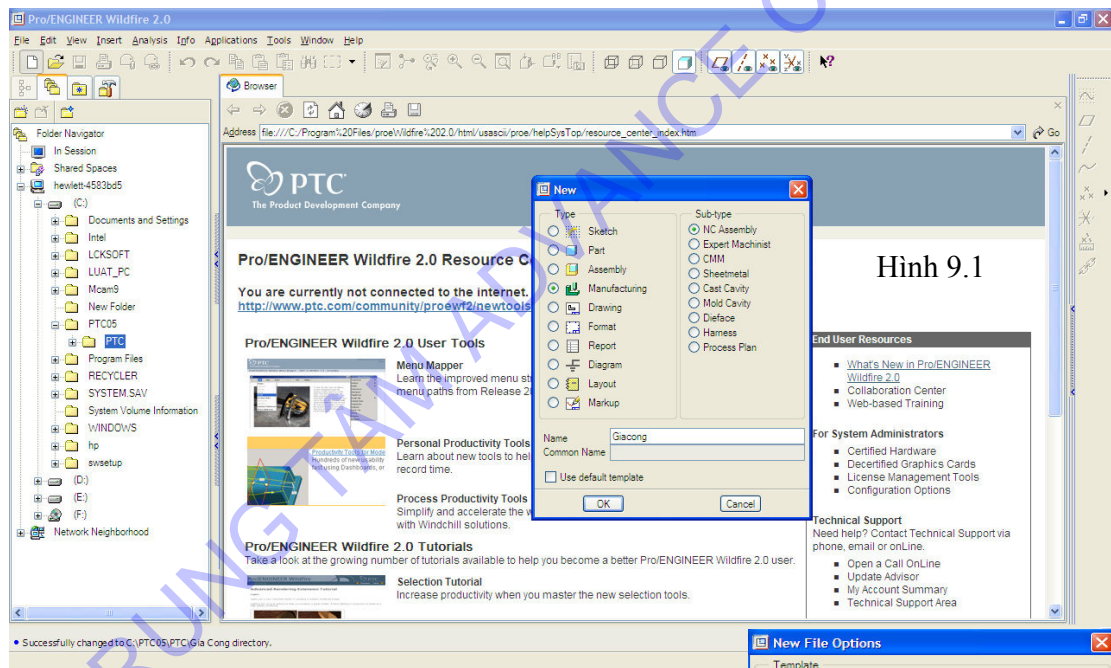 Pro/ENGINEER Wildfire 2.0
File Edit View Insert Analysis Info Applications Tools Window Help
Browser
Address file:///C:/Program%20Files/proeWildfire%202.0/html/usascii/proe/helpSysTop/resource_center_index.htm Go
Folder Navigator
In Session
Shared Spaces
hewlett-4583bd5
(C:)
Documents and Settings
Intel
LCKSOFT
LUAT_PC
Mcam9
New Folder
PTC05
PTC
Program Files
RECYCLER
SYSTEM.SAV
System Volume Information
WINDOWS
hp
swsetup
(D:)
(E:)
(F:)
Network Neighborhood
PTC
The Product Development Company
Pro/ENGINEER Wildfire 2.0 Resource C
You are currently not connected to the internet.
http://www.ptc.com/community/proewf2/newtools
Pro/ENGINEER Wildfire 2.0 User Tools
Menu Mapper
Learn the improved menu st
menu paths from Release 2
Personal Productivity Tools
Learn about new tools to hel
record time.
Process Productivity Tools
Simplify and accelerate the w
with Windchill solutions.
Pro/ENGINEER Wildfire 2.0 Tutorials
Take a look at the growing number of tutorials available to help you become a better Pro/ENGINEER Wildfire 2.0 user.
Selection Tutorial
Increase productivity when you master the new selection tools.
New
Type
Sketch
Part
Assembly
Manufacturing
Drawing
Format
Report
Diagram
Layout
Markup
Sub-type
NC Assembly
Expert Machinist
CMM
Sheetmetal
Cast Cavity
Mold Cavity
Dieface
Harness
Process Plan
Name Giacong
Common Name
Use default template
OK Cancel
Hình 9.1
End User Resources
What's New in Pro/ENGINEER
Wildfire 2.0
Collaboration Center
Web-based Training
For System Administrators
Certified Hardware
Decertified Graphics Cards
License Management Tools
Configuration Options
Technical Support
Need help? Contact Technical Support via
phone, email or onLine.
Open a Call OnLine
Update Advisor
My Account Summary
Technical Support Area
Successfully changed to C:\PTC05\PTC\Gia Cong directory.
New File Options
Template
RUNG TÂM ADVANCE C